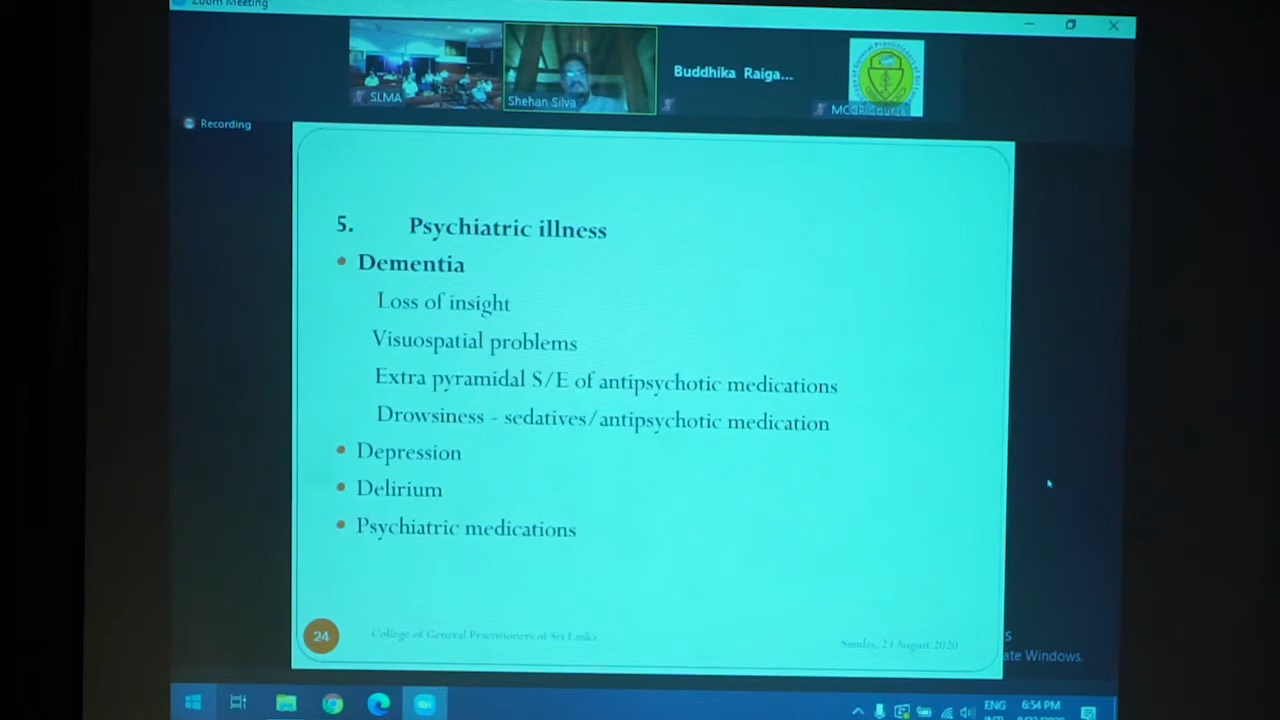 Zoom Meeting
SLMA
Shehan Silva
Buddhika Raiga...
Recording
5. Psychiatric illness
Dementia
Loss of insight
Visuospatial problems
Extra pyramidal S/E of antipsychotic medications
Drowsiness - sedatives/antipsychotic medication
Depression
Delirium
Psychiatric medications
24
College of General Practitioners of Sri Lanka
Sunday, 23 August 2020
s
ate Windows.
ENG
6:54 PM